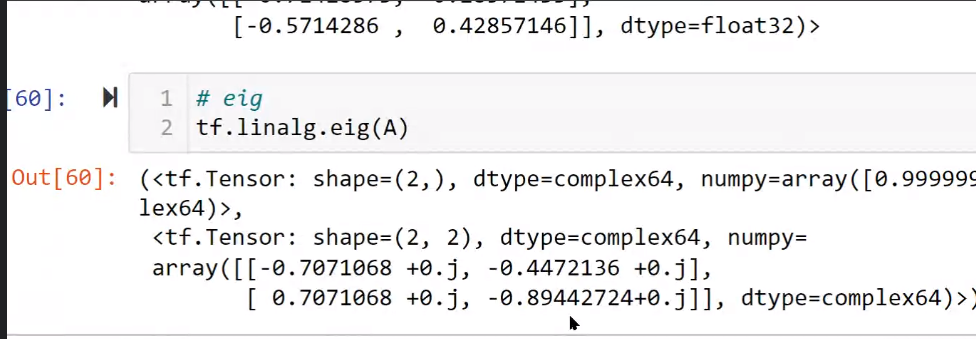 [-0.5714286 ,  0.42857146]], dtype=float32)>
[60]:
1 # eig
2 tf.linalg.eig(A)
Out[60]: (<tf.Tensor: shape=(2,), dtype=complex64, numpy=array([0.999999
lex64)>,
<tf.Tensor: shape=(2, 2), dtype=complex64, numpy=
array([[-0.7071068 +0.j, -0.4472136 +0.j],
[ 0.7071068 +0.j, -0.89442724+0.j]], dtype=complex64)>)